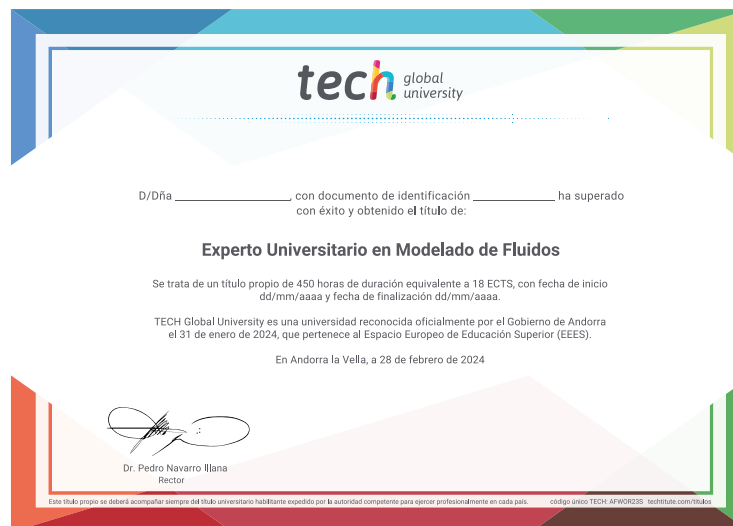 tech global university
D/Dña ________________, con documento de identificación ____________ ha superado
con éxito y obtenido el título de:
Experto Universitario en Modelado de Fluidos
Se trata de un título propio de 450 horas de duración equivalente a 18 ECTS, con fecha de inicio
dd/mm/aaaa y fecha de finalización dd/mm/aaaa.
TECH Global University es una universidad reconocida oficialmente por el Gobierno de Andorra
el 31 de enero de 2024, que pertenece al Espacio Europeo de Educación Superior (EEES).
En Andorra la Vella, a 28 de febrero de 2024
Dr. Pedro Navarro Illana
Rector
Este título propio se deberá acompañar siempre del título universitario habilitante expedido por la autoridad competente para ejercer profesionalmente en cada país. código único TECH: AFWOR23S techtitute.com/titulos